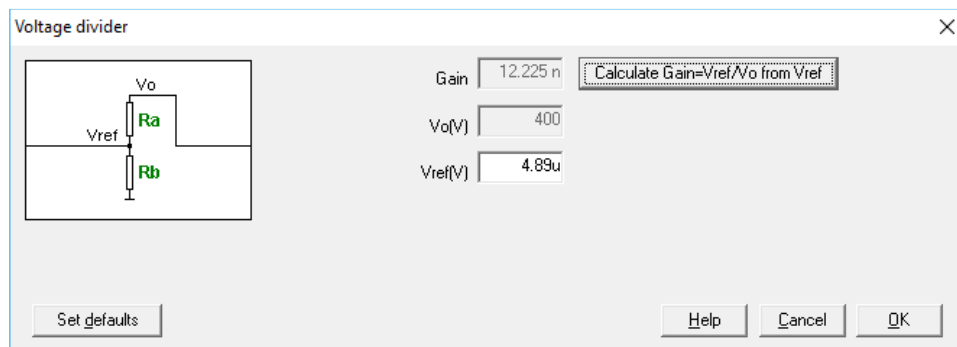 Voltage divider
Vo
Ra
Vref
Rb
Gain 12.225 n Calculate Gain=Vref/Vo from Vref
Vo(V) 400
Vref(V) 4.89u
Set defaults Help Cancel OK